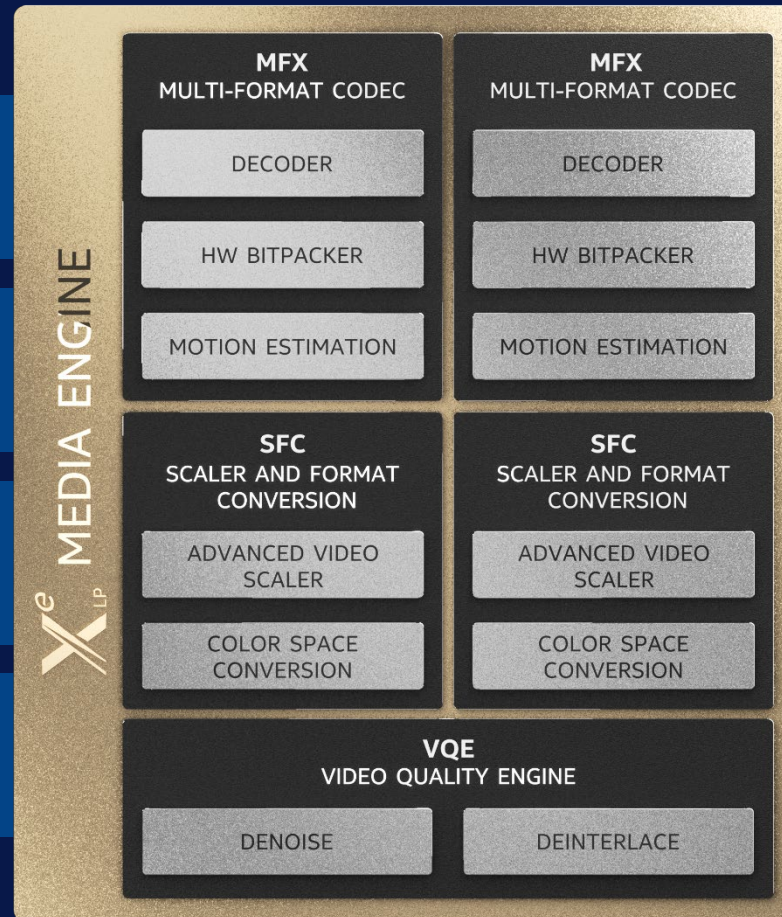 Xe LP MEDIA ENGINE
MFX
MULTI-FORMAT CODEC
DECODER
HW BITPACKER
MOTION ESTIMATION
MFX
MULTI-FORMAT CODEC
DECODER
HW BITPACKER
MOTION ESTIMATION
SFC
SCALER AND FORMAT
CONVERSION
ADVANCED VIDEO
SCALER
COLOR SPACE
CONVERSION
SFC
SCALER AND FORMAT
CONVERSION
ADVANCED VIDEO
SCALER
COLOR SPACE
CONVERSION
VQE
VIDEO QUALITY ENGINE
DENOISE
DEINTERLACE